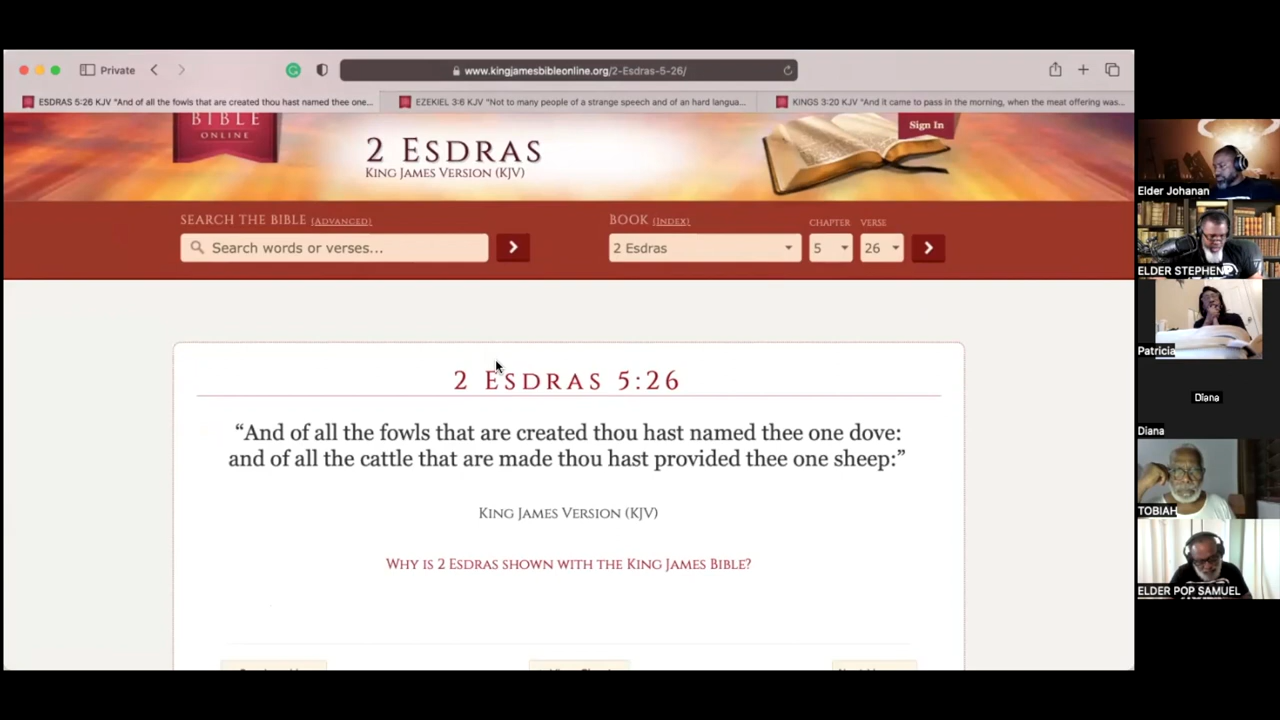 Private
www.kingjamesbibleonline.org/2-Esdras-5-26/
ESDRAS 5:26 KJV "And of all the fowls that are created thou hast named thee one...
EZEKIEL 3:6 KJV "Not to many people of a strange speech and of an hard langua...
KINGS 3:20 KJV "And it came to pass in the morning, when the meat offering was...
BIBLE
ONLINE
2 ESDRAS
KING JAMES VERSION (KJV)
Sign In
SEARCH THE BIBLE (ADVANCED)
BOOK (INDEX)
CHAPTER
VERSE
Search words or verses...
2 Esdras
5
26
2 ESDRAS 5:26
“And of all the fowls that are created thou hast named thee one dove:
and of all the cattle that are made thou hast provided thee one sheep:”
KING JAMES VERSION (KJV)
WHY IS 2 ESDRAS SHOWN WITH THE KING JAMES BIBLE?
Elder Johanan
ELDER STEPHEN
Patricia
Diana
Diana
TOBIAH
ELDER POP SAMUEL